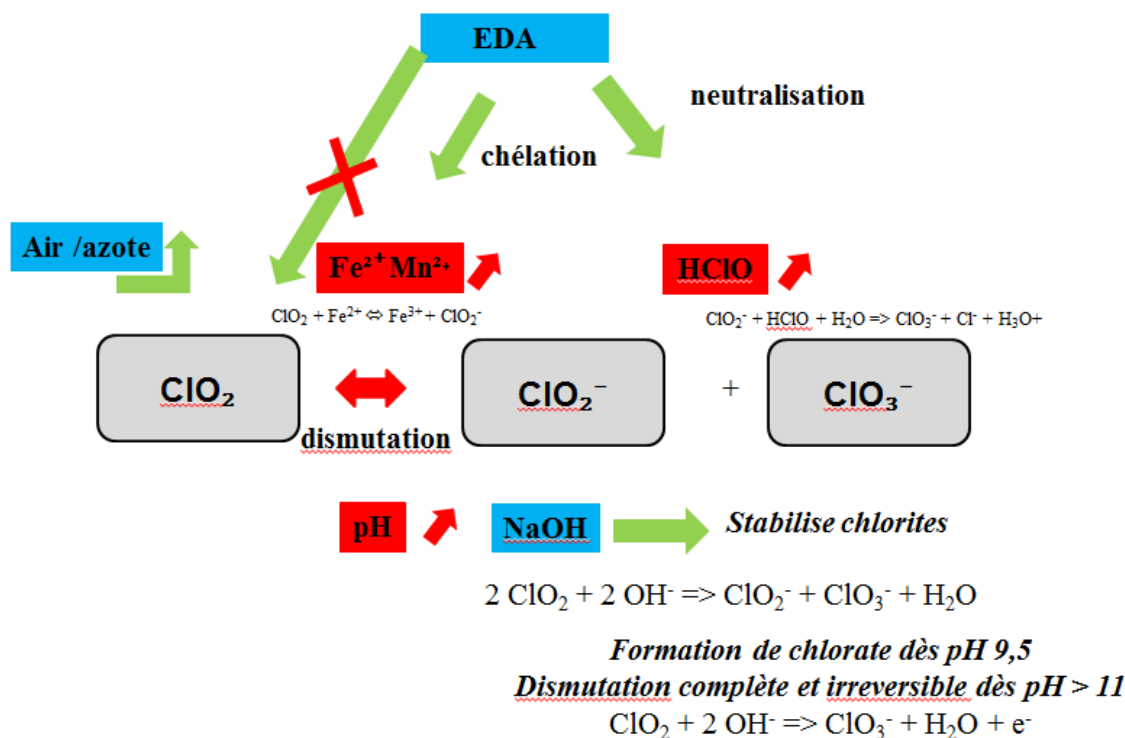 EDA
neutralisation
chélation
Air /azote
Fe²⁺ Mn²⁺
HClO
ClO₂ + Fe²⁺ ⇔ Fe³⁺ + ClO₂⁻
ClO₂⁻ + HClO + H₂O => ClO₃⁻ + Cl⁻ + H₃O+
ClO₂
ClO₂⁻
+
ClO₃⁻
dismutation
pH
NaOH
Stabilise chlorites
2 ClO₂ + 2 OH⁻ => ClO₂⁻ + ClO₃⁻ + H₂O
Formation de chlorate dès pH 9,5
Dismutation complète et irreversible dès pH > 11
ClO₂ + 2 OH⁻ => ClO₃⁻ + H₂O + e⁻